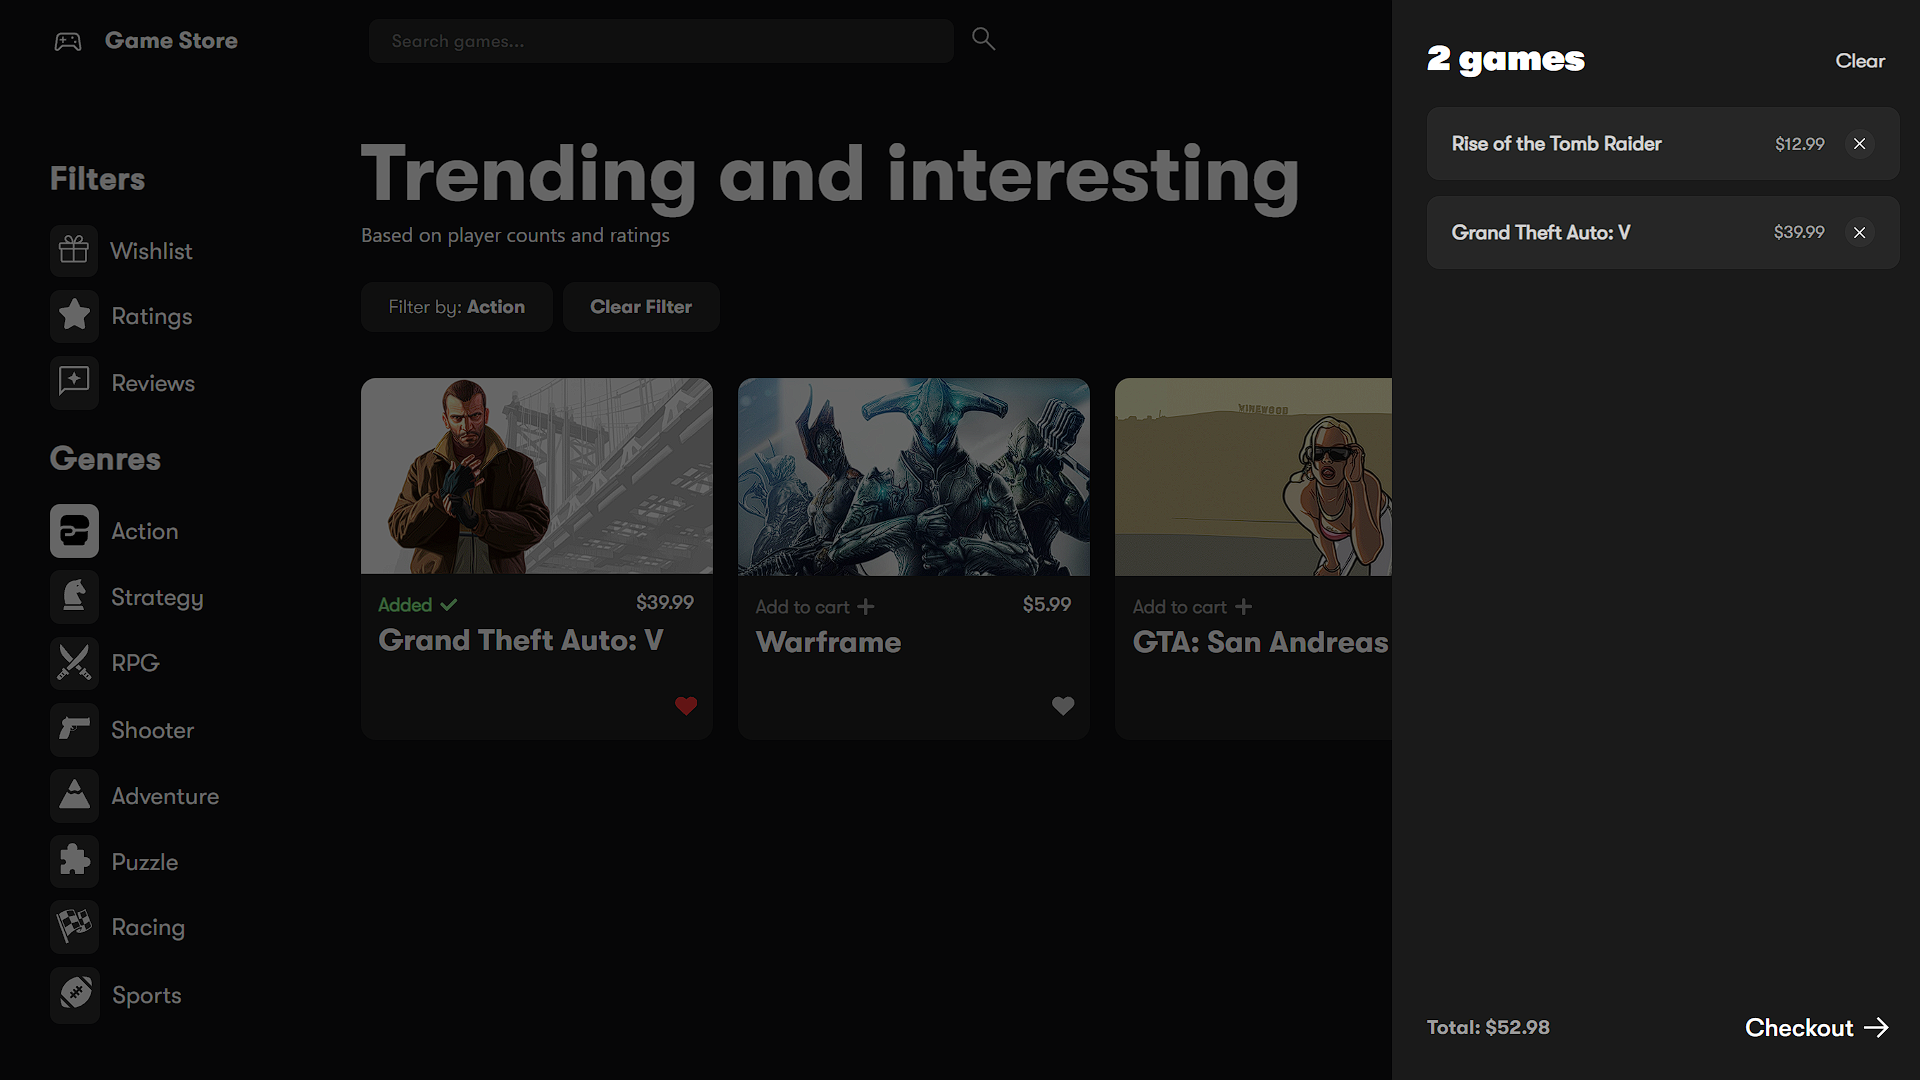 Game Store
Search games...
Filters
Wishlist
Ratings
Reviews
Genres
Action
Strategy
RPG
Shooter
Adventure
Puzzle
Racing
Sports
Trending and interesting
Based on player counts and ratings
Filter by: Action
Clear Filter
Added
$39.99
Grand Theft Auto: V
Add to cart
$5.99
Warframe
VINEWOOD
Add to cart
GTA: San Andreas
2 games
Clear
Rise of the Tomb Raider
$12.99
Grand Theft Auto: V
$39.99
Total: $52.98
Checkout